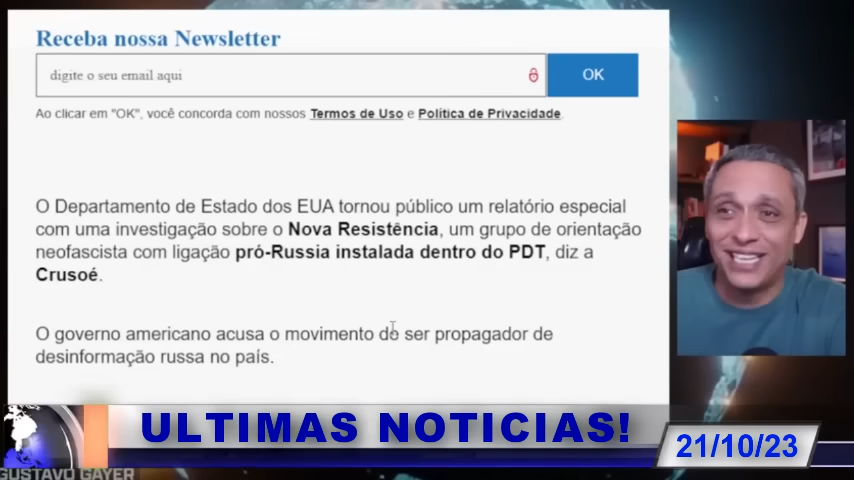 Receba nossa Newsletter
digite o seu email aqui
OK
Ao clicar em "OK", você concorda com nossos Termos de Uso e Política de Privacidade.
O Departamento de Estado dos EUA tornou público um relatório especial
com uma investigação sobre o Nova Resistência, um grupo de orientação
neofascista com ligação pró-Russia instalada dentro do PDT, diz a
Crusoé.
O governo americano acusa o movimento de ser propagador de
desinformação russa no país.
ULTIMAS NOTICIAS!
21/10/23
GUSTAVO GAYER